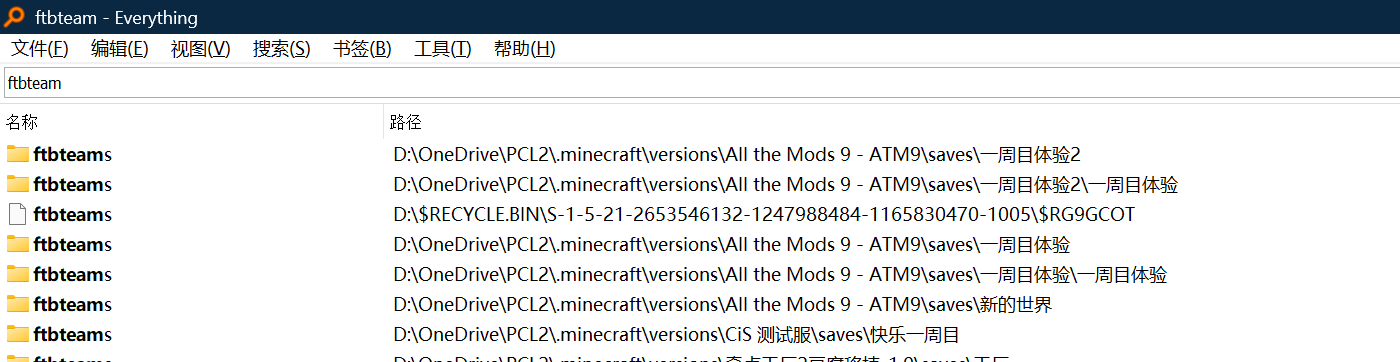 ftbteam - Everything
文件(F) 编辑(E) 视图(V) 搜索(S) 书签(B) 工具(T) 帮助(H)
ftbteam
名称 路径
ftbteams D:\OneDrive\PCL2\.minecraft\versions\All the Mods 9 - ATM9\saves\一周目体验2
ftbteams D:\OneDrive\PCL2\.minecraft\versions\All the Mods 9 - ATM9\saves\一周目体验2\一周目体验
ftbteams D:\$RECYCLE.BIN\S-1-5-21-2653546132-1247988484-1165830470-1005\$RG9GCOT
ftbteams D:\OneDrive\PCL2\.minecraft\versions\All the Mods 9 - ATM9\saves\一周目体验
ftbteams D:\OneDrive\PCL2\.minecraft\versions\All the Mods 9 - ATM9\saves\一周目体验\一周目体验
ftbteams D:\OneDrive\PCL2\.minecraft\versions\All the Mods 9 - ATM9\saves\新的世界
ftbteams D:\OneDrive\PCL2\.minecraft\versions\CiS 测试服\saves\快乐一周目
ftbteams D:\OneDrive\PCL2\.minecraft\versions\